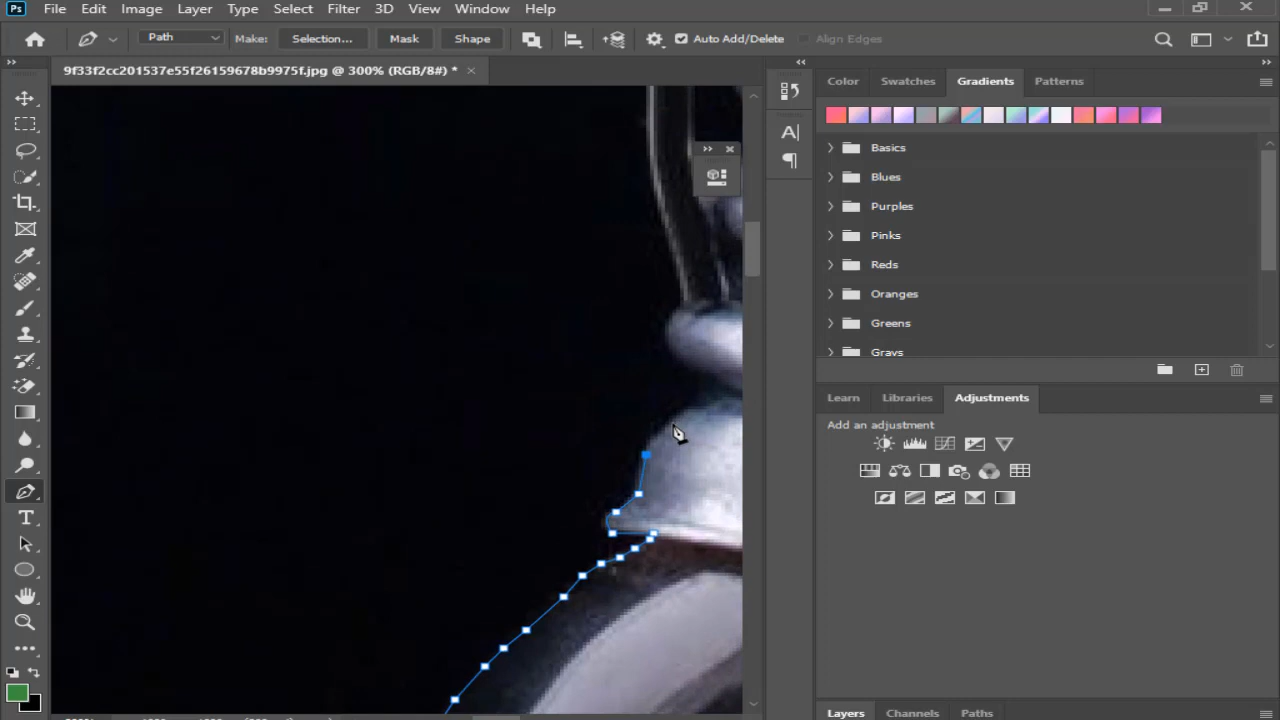 Ps File Edit Image Layer Type Select Filter 3D View Window Help
Path Make: Selection... Mask Shape Auto Add/Delete Align Edges
9f33f2cc201537e55f26159678b9975f.jpg @ 300% (RGB/8#) *
Color Swatches Gradients Patterns
Basics
Blues
Purples
Pinks
Reds
Oranges
Greens
Grays
Learn Libraries Adjustments
Add an adjustment
Layers Channels Paths